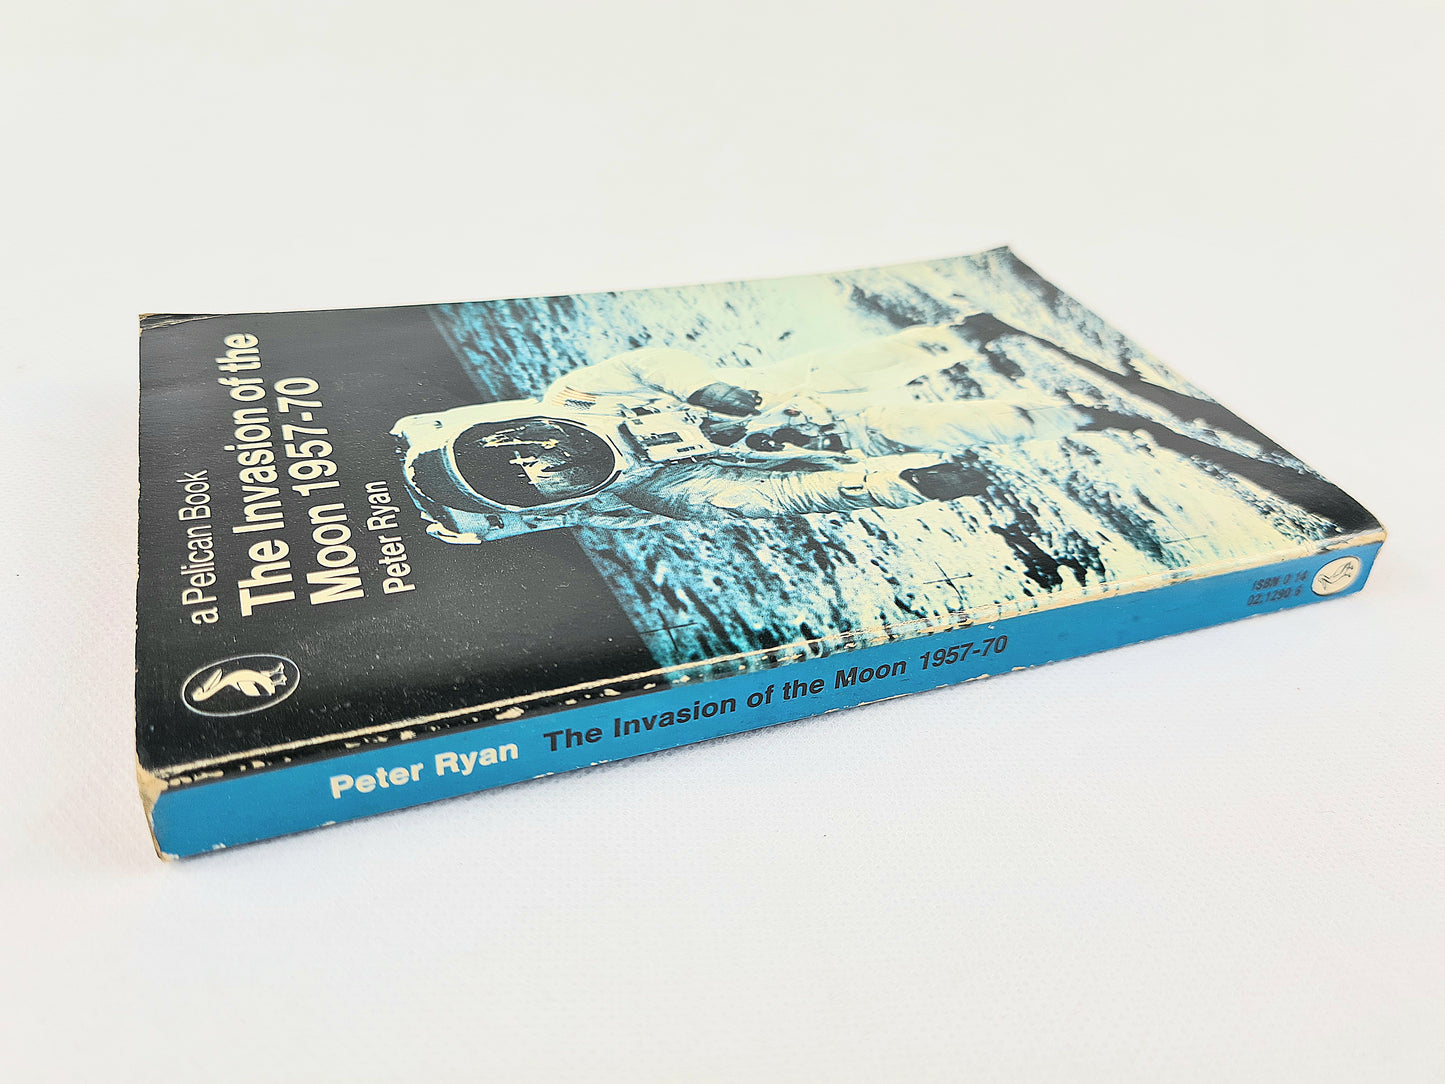 a Pelican Book
The Invasion of the
Moon 1957-70
Peter Ryan
Peter Ryan The Invasion of the Moon 1957-70
ISBN 0 14
02.1290 6